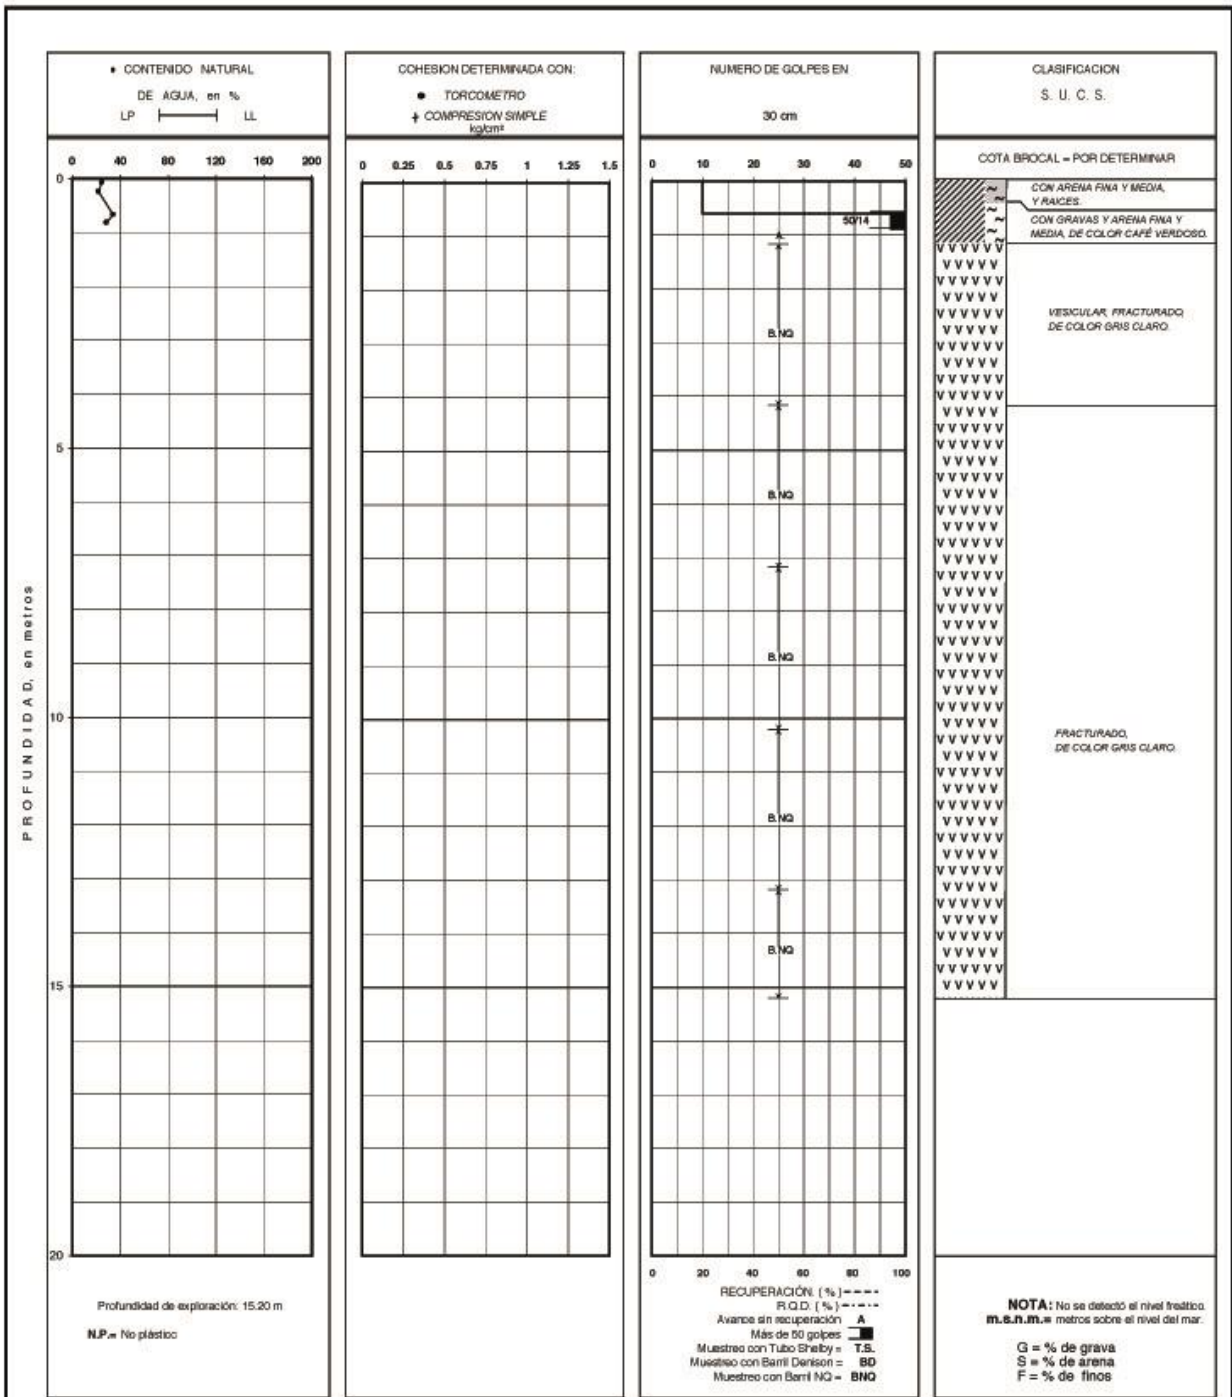 • CONTENIDO NATURAL
DE AGUA, en %
LP LL
0 40 80 120 160 200
COHESION DETERMINADA CON:
• TORCOMETRO
COMPRESION SIMPLE
kg/cm²
0 0.25 0.5 0.75 1 1.25 1.5
NUMERO DE GOLPES EN
30 cm
0 10 20 30 40 50
CLASIFICACION
S. U. C. S.
COTA BROCAL = POR DETERMINAR
CON ARENA FINA Y MEDIA,
Y RAICES.
CON GRAVAS Y ARENA FINA Y
MEDIA, DE COLOR CAFÉ VERDOSO.
VESICULAR, FRACTURADO,
DE COLOR GRIS CLARO.
FRACTURADO,
DE COLOR GRIS CLARO.
PROFUNDIDAD, en metros
0
5
10
15
20
50/14
A
B.NQ
B.NQ
B.NQ
B.NQ
B.NQ
Profundidad de exploración: 15.20 m
N.P.= No plástico
0 20 40 60 80 100
RECUPERACIÓN. ( % )
R.Q.D. ( % )
Avance sin recuperación A
Más de 50 golpes
Muestreo con Tubo Shelby = T.S.
Muestreo con Barril Denison = BD
Muestreo con Barril NQ = BNQ
NOTA: No se detectó el nivel freático.
m.s.n.m.= metros sobre el nivel del mar.
G = % de grava
S = % de arena
F = % de finos